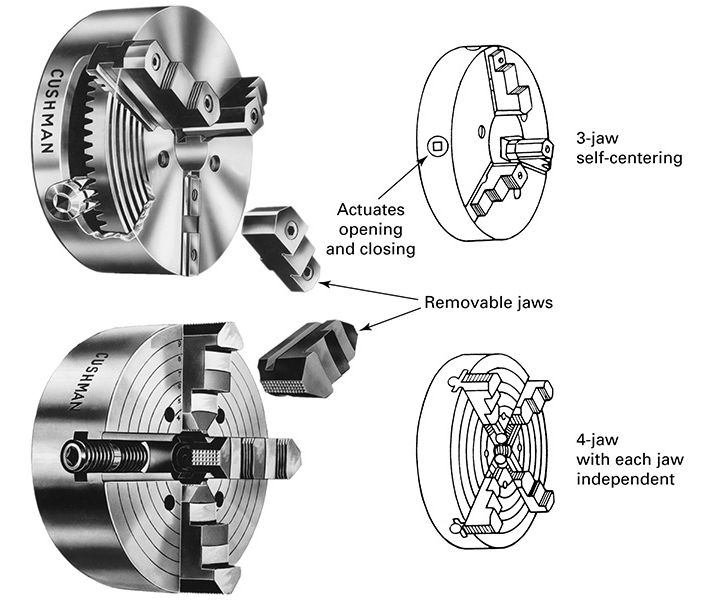 CUSHMAN
3-jaw
self-centering
Actuates
opening
and closing
Removable jaws
CUSHMAN
4-jaw
with each jaw
independent